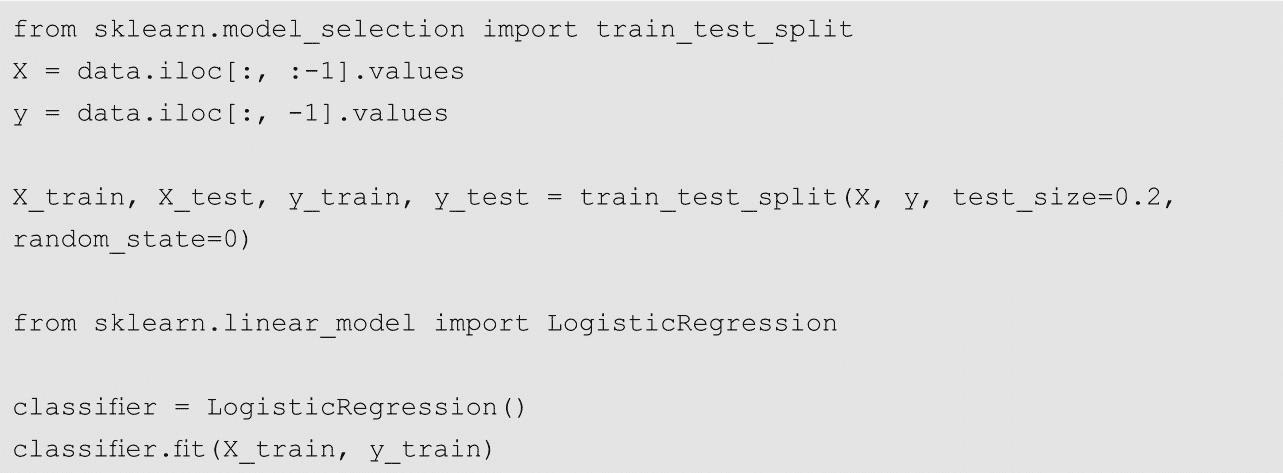 from sklearn.model_selection import train_test_split
X = data.iloc[:, :-1].values
y = data.iloc[:, -1].values
X_train, X_test, y_train, y_test = train_test_split(X, y, test_size=0.2,
random_state=0)
from sklearn.linear_model import LogisticRegression
classifier = LogisticRegression()
classifier.fit(X_train, y_train)